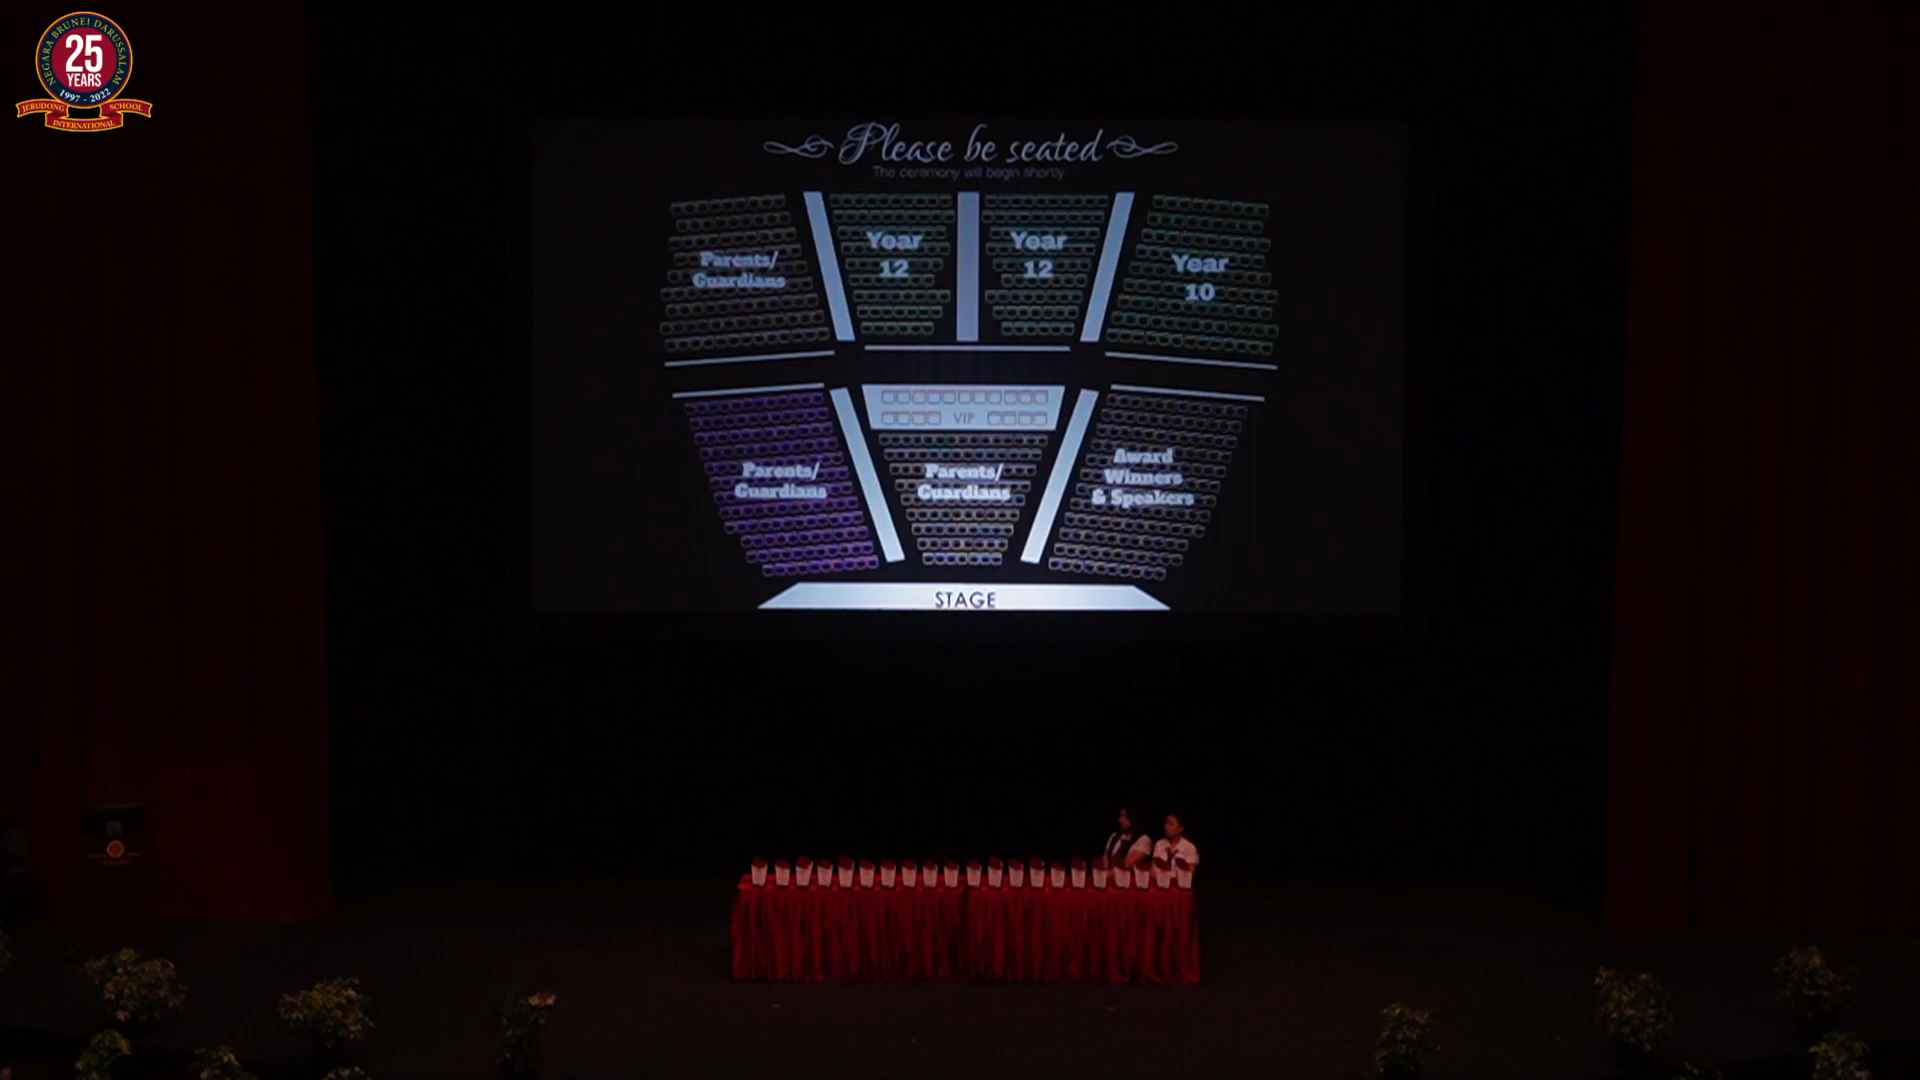 NEGARA BRUNEI DARUSSALAM
25
YEARS
1997 - 2022
JERUDONG INTERNATIONAL SCHOOL
Please be seated
The ceremony will begin shortly
Parents/
Guardians
Year
12
Year
12
Year
10
VIP
Parents/
Guardians
Parents/
Guardians
Award
Winners
& Speakers
STAGE